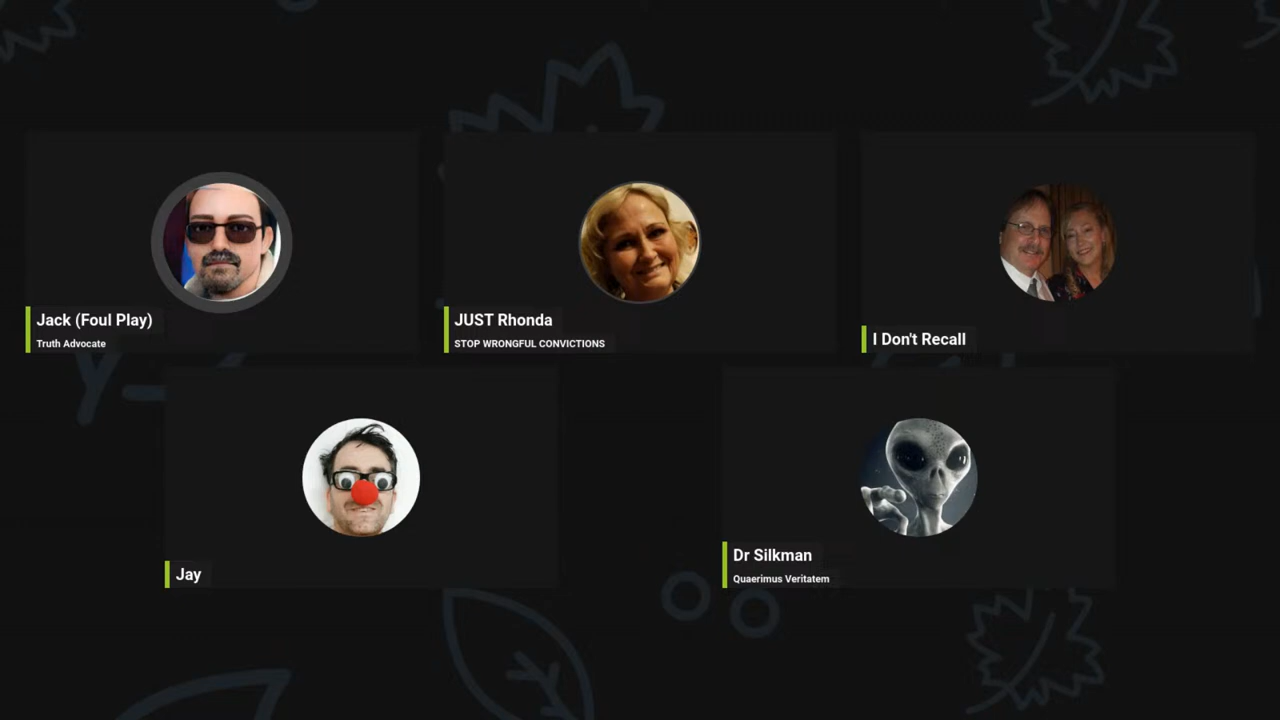 Jack (Foul Play)
Truth Advocate
JUST Rhonda
STOP WRONGFUL CONVICTIONS
I Don't Recall
Jay
Dr Silkman
Quaerimus Veritatem